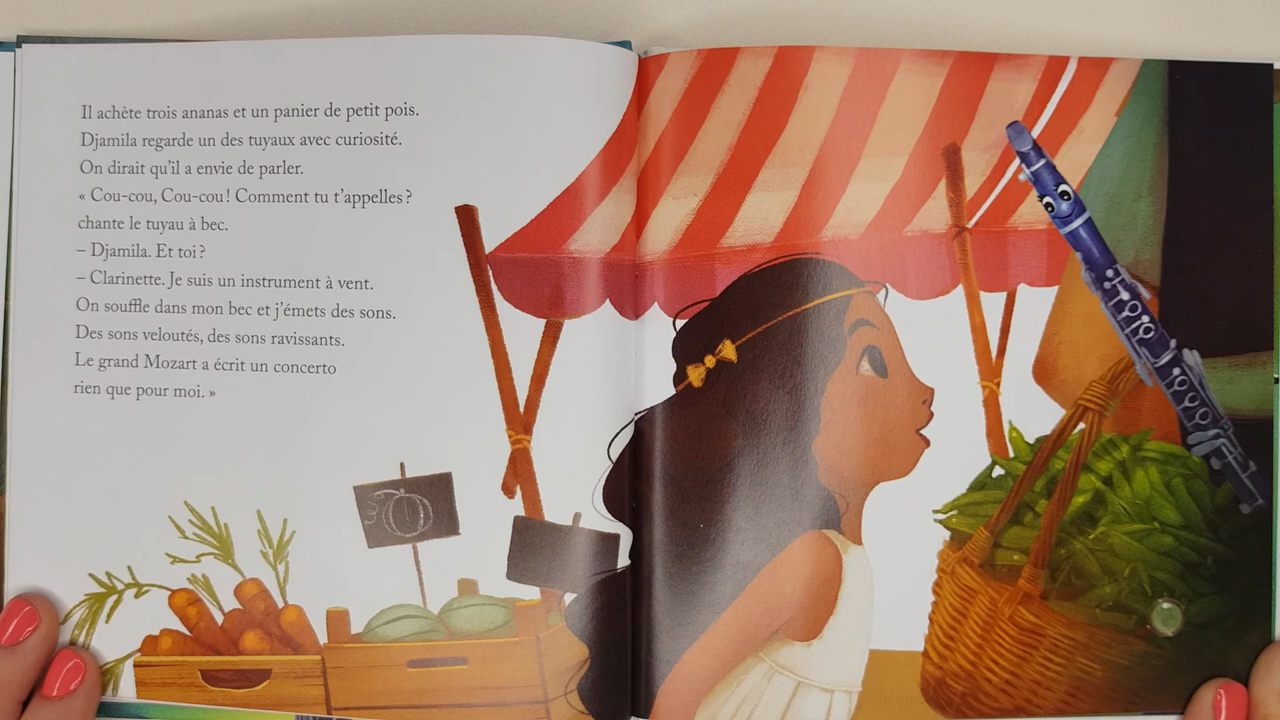 Il achète trois ananas et un panier de petit pois.
Djamila regarde un des tuyaux avec curiosité.
On dirait qu'il a envie de parler.
« Cou-cou, Cou-cou ! Comment tu t'appelles ?
chante le tuyau à bec.
– Djamila. Et toi ?
– Clarinette. Je suis un instrument à vent.
On souffle dans mon bec et j'émets des sons.
Des sons veloutés, des sons ravissants.
Le grand Mozart a écrit un concerto
rien que pour moi. »